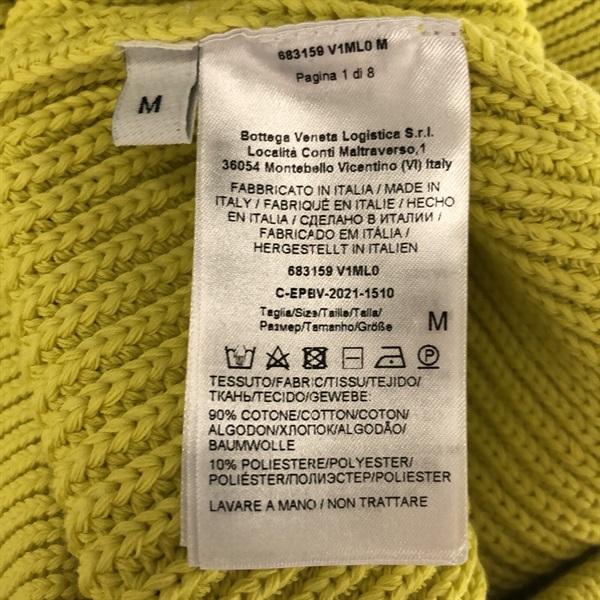 683159 V1ML0 M
Pagina 1 di 8
M
Bottega Veneta Logistica S.r.l.
Località Conti Maltraverso,1
36054 Montebello Vicentino (VI) Italy
FABBRICATO IN ITALIA / MADE IN
ITALY / FABRIQUÉ EN ITALIE / HECHO
EN ITALIA / СДЕЛАНО В ИТАЛИИ /
FABRICADO EM ITÁLIA /
HERGESTELLT IN ITALIEN
683159 V1ML0
C-EPBV-2021-1510
Taglia/Size/Taille/Talla/
Размер/Tamanho/Größe
M
TESSUTO/FABRIC/TISSU/TEJIDO/
ТКАНЬ/TECIDO/GEWEBE:
90% COTONE/COTTON/COTON/
ALGODON/ХЛОПОК/ALGODÃO/
BAUMWOLLE
10% POLIESTERE/POLYESTER/
POLIÉSTER/ПОЛИЭСТЕР/POLYESTER
LAVARE A MANO / NON TRATTARE